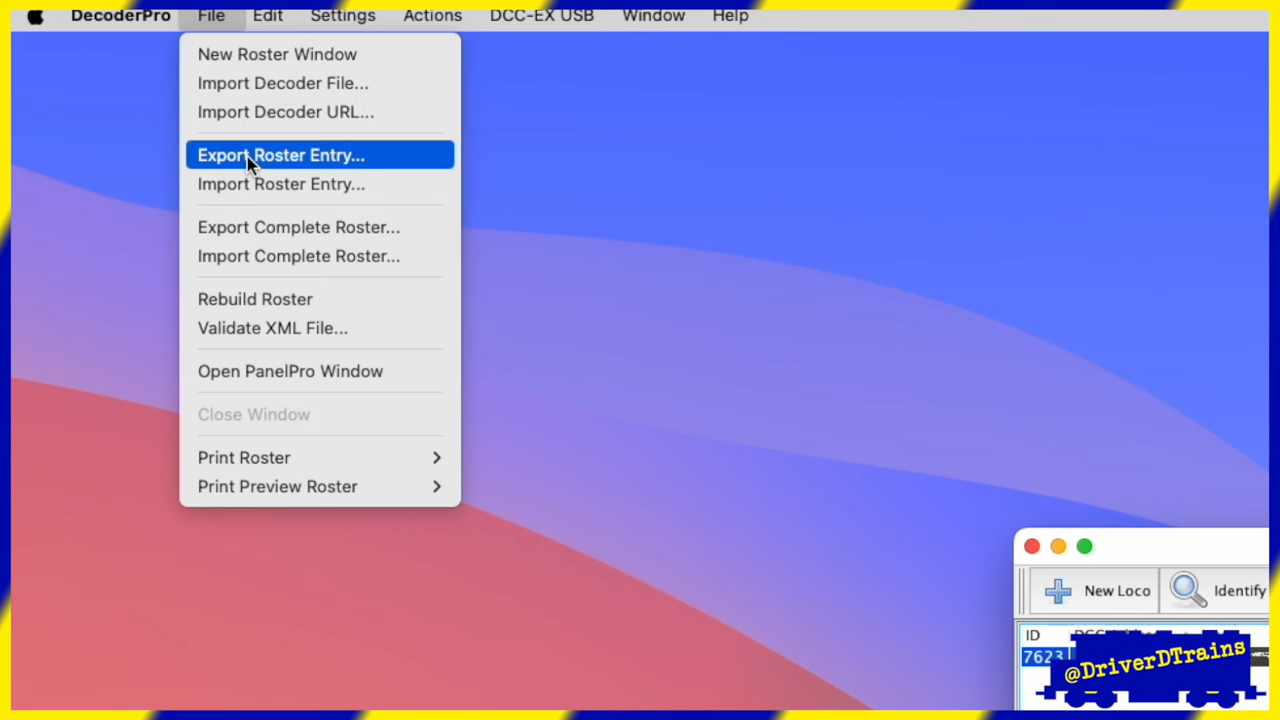 DecoderPro File Edit Settings Actions DCC-EX USB Window Help
New Roster Window
Import Decoder File...
Import Decoder URL...
Export Roster Entry...
Import Roster Entry...
Export Complete Roster...
Import Complete Roster...
Rebuild Roster
Validate XML File...
Open PanelPro Window
Close Window
Print Roster
Print Preview Roster
New Loco Identify
ID DCC
7623
@DriverDTrains